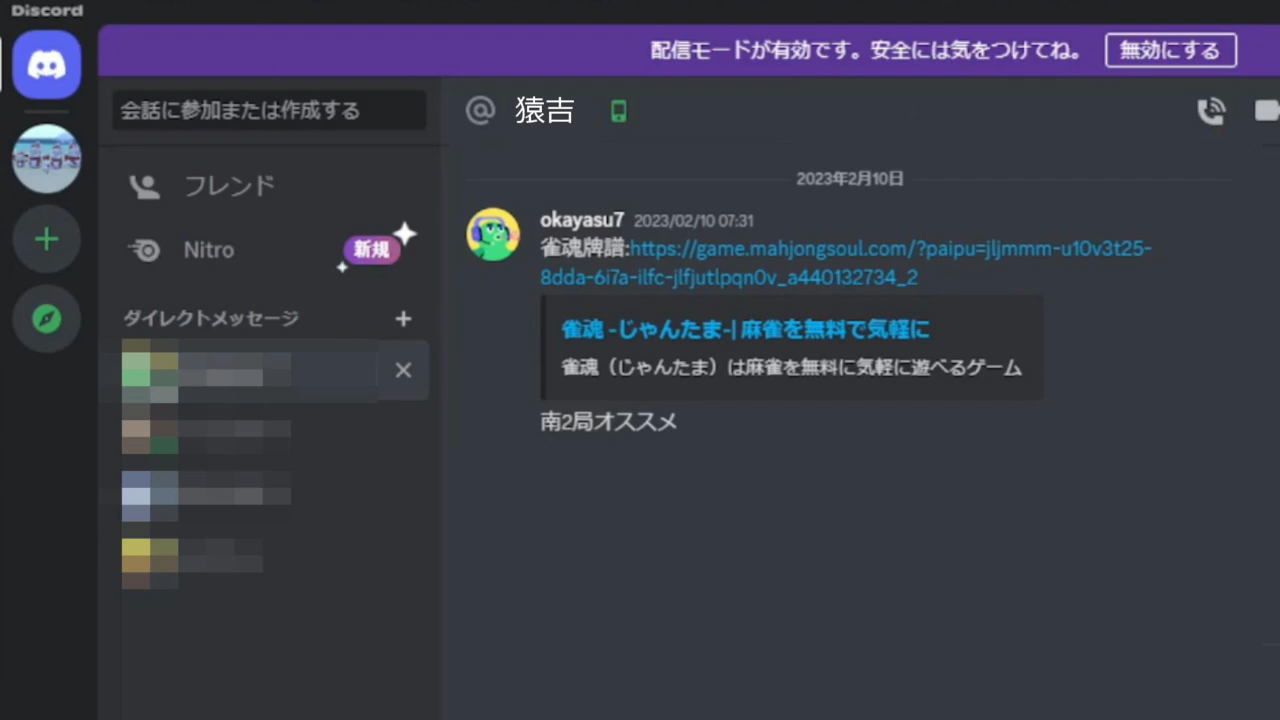 Discord
配信モードが有効です。安全には気をつけてね。 無効にする
会話に参加または作成する
猿吉
フレンド
Nitro
新規
ダイレクトメッセージ
2023年2月10日
okayasu7 2023/02/10 07:31
雀魂牌譜:https://game.mahjongsoul.com/?paipu=jljmmm-u10v3t25-
8dda-6i7a-ilfc-jlfjutlpqn0v_a440132734_2
雀魂 -じゃんたま-| 麻雀を無料で気軽に
雀魂（じゃんたま）は麻雀を無料に気軽に遊べるゲーム
南2局オススメ